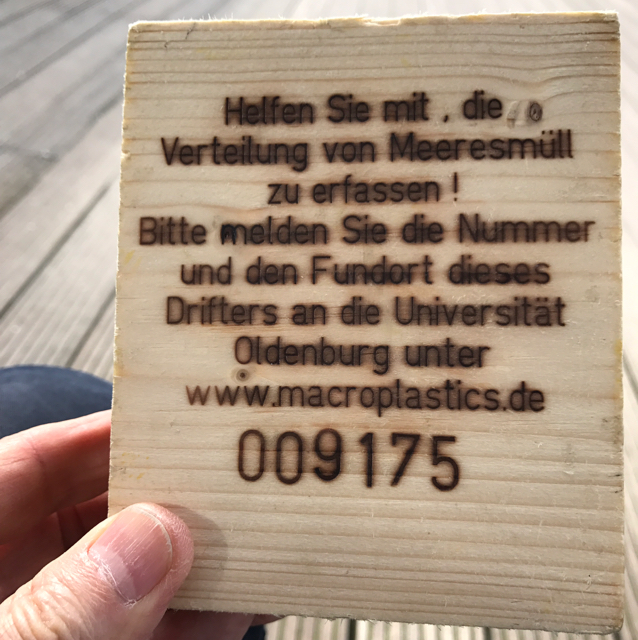 Helfen Sie mit, die
Verteilung von Meeresmüll
zu erfassen!
Bitte melden Sie die Nummer
und den Fundort dieses
Drifters an die Universität
Oldenburg unter
www.macroplastics.de
009175